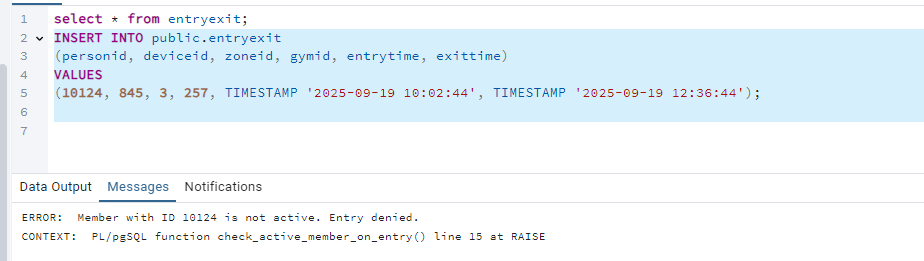 1 select * from entryexit;
2 INSERT INTO public.entryexit
3 (personid, deviceid, zoneid, gymid, entrytime, exittime)
4 VALUES
5 (10124, 845, 3, 257, TIMESTAMP '2025-09-19 10:02:44', TIMESTAMP '2025-09-19 12:36:44');
6
7
Data Output Messages Notifications
ERROR:  Member with ID 10124 is not active. Entry denied.
CONTEXT:  PL/pgSQL function check_active_member_on_entry() line 15 at RAISE